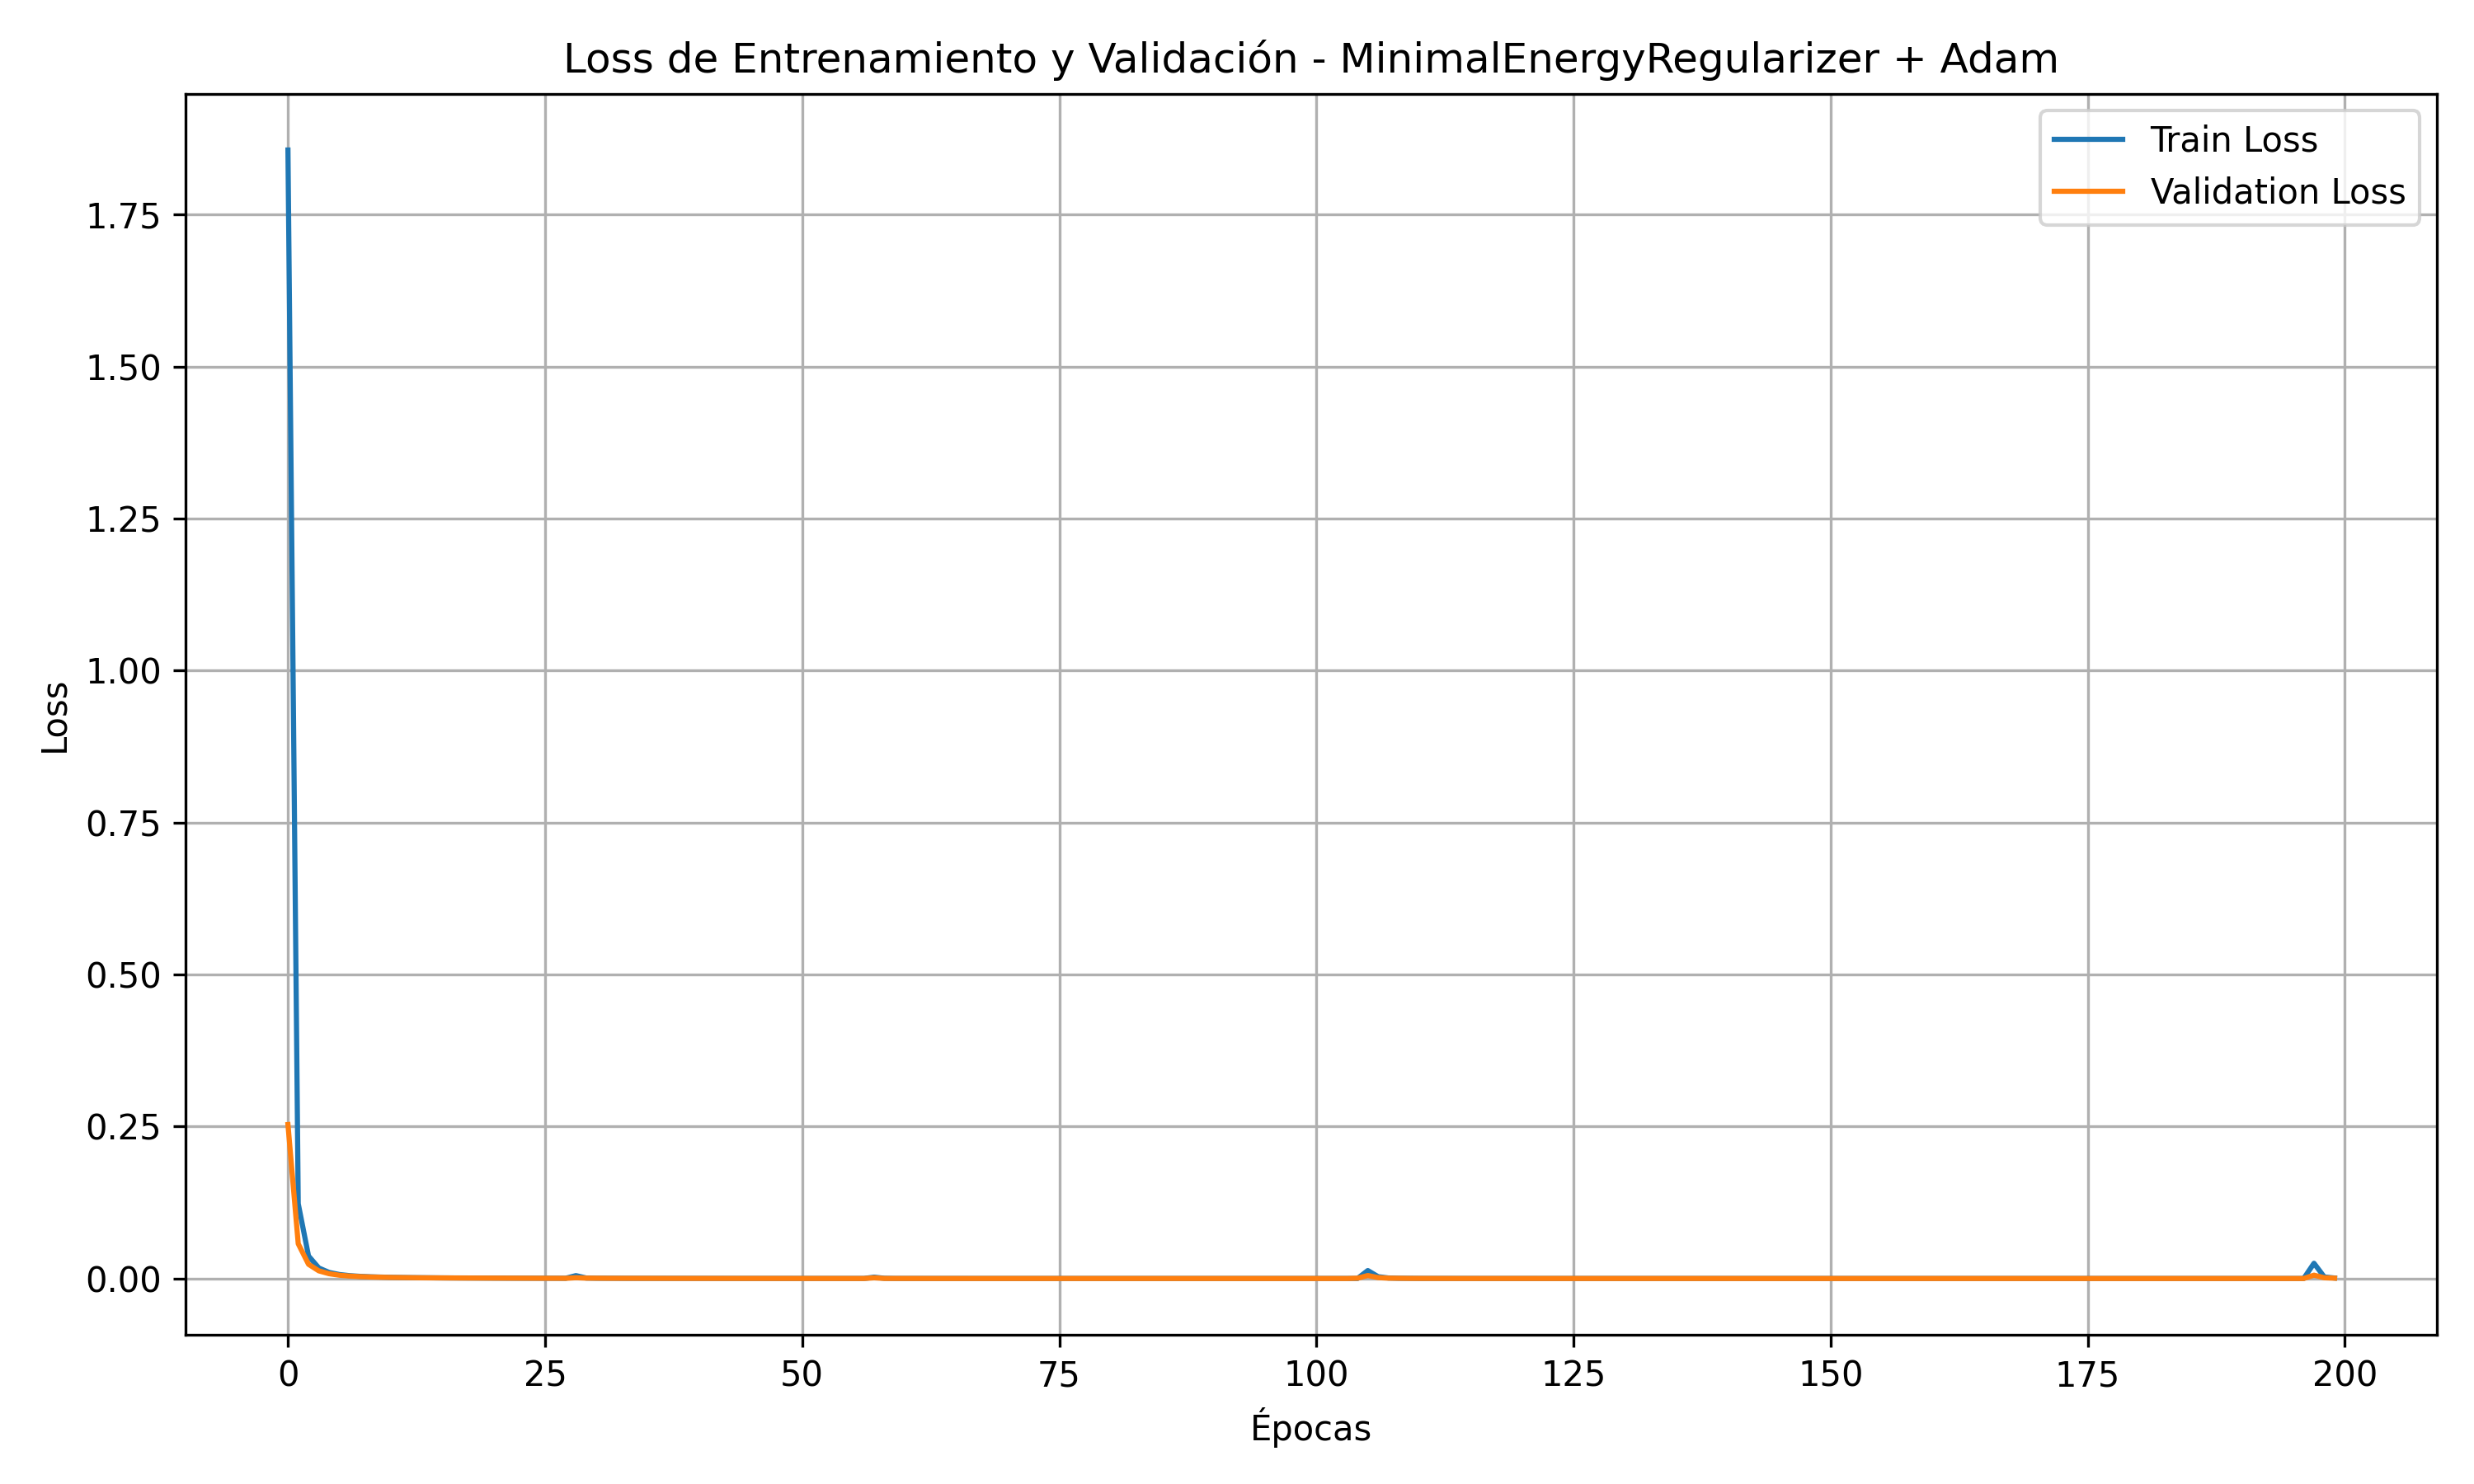 Loss de Entrenamiento y Validación - MinimalEnergyRegularizer + Adam
Train Loss
Validation Loss
1.75
1.50
1.25
1.00
0.75
0.50
0.25
0.00
Loss
0 25 50 75 100 125 150 175 200
Épocas